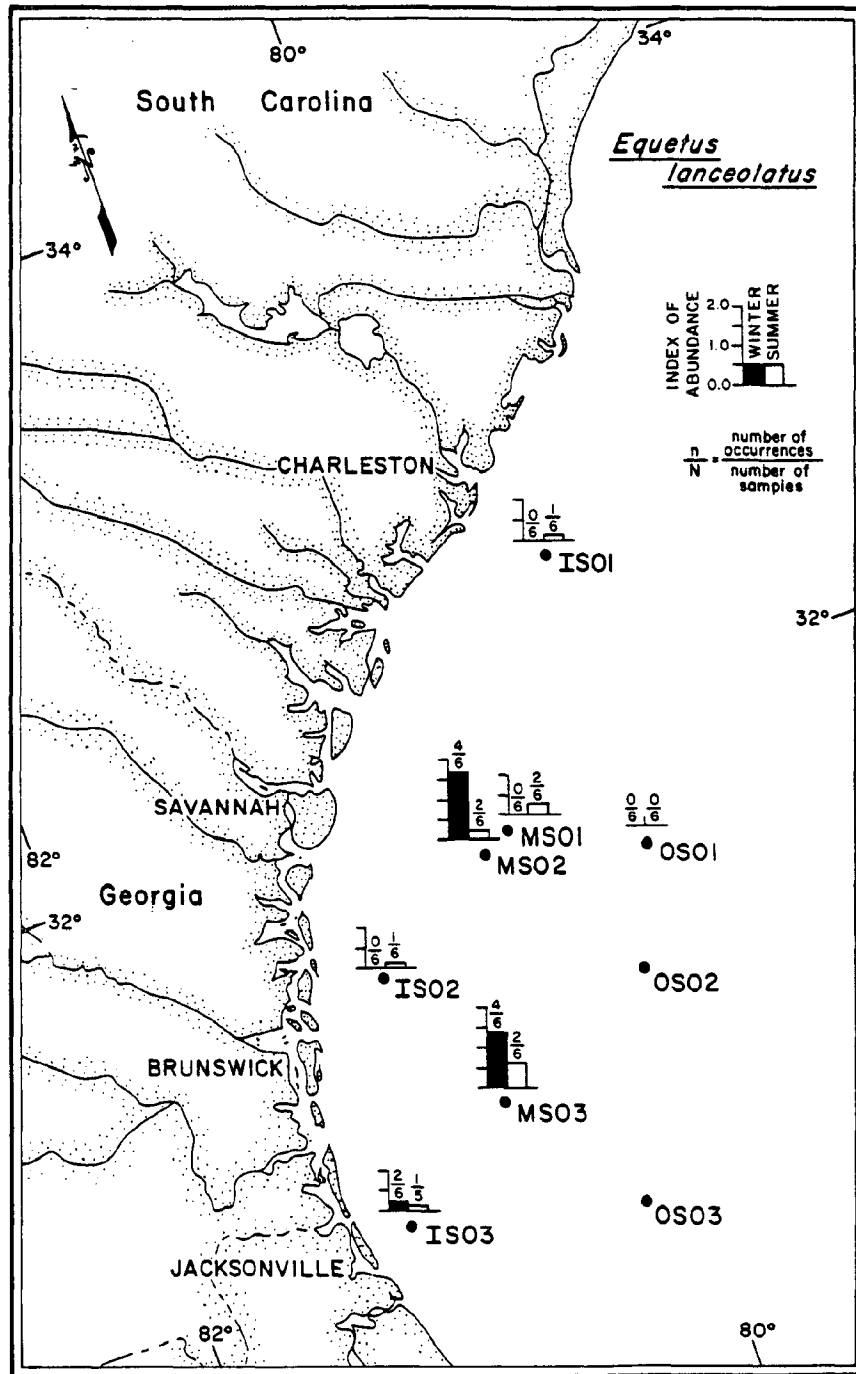 80°
34°
South Carolina
Equetus
lanceolatus
N
34°
INDEX OF
ABUNDANCE
2.0
1.0
0.0
WINTER
SUMMER
n/N = number of occurrences / number of samples
CHARLESTON
0/6 1/6
IS01
32°
4/6 2/6
0/6 2/6
0/6 0/6
SAVANNAH
MS01
MS02
OS01
82°
Georgia
32°
0/6 1/6
IS02
OS02
4/6 2/6
BRUNSWICK
MS03
2/6 1/5
IS03
OS03
JACKSONVILLE
82°
80°